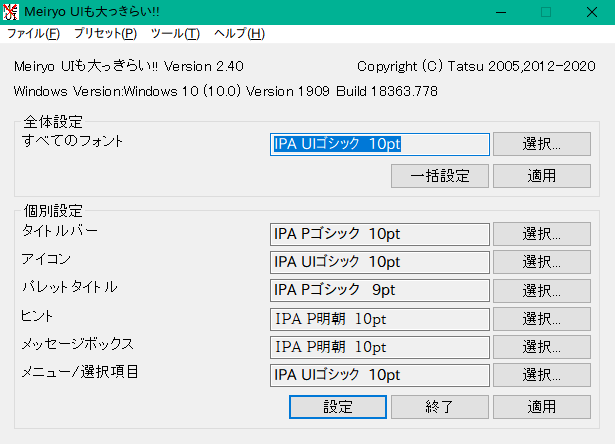 Meiryo UIも大っきらい!!
ファイル(F) プリセット(P) ツール(T) ヘルプ(H)
Meiryo UIも大っきらい!! Version 2.40 Copyright (C) Tatsu 2005,2012-2020
Windows Version:Windows 10 (10.0) Version 1909 Build 18363.778
全体設定
すべてのフォント IPA UIゴシック 10pt 選択...
一括設定 適用
個別設定
タイトルバー IPA Pゴシック 10pt 選択...
アイコン IPA UIゴシック 10pt 選択...
パレットタイトル IPA Pゴシック 9pt 選択...
ヒント IPA P明朝 10pt 選択...
メッセージボックス IPA P明朝 10pt 選択...
メニュー/選択項目 IPA UIゴシック 10pt 選択...
設定 終了 適用